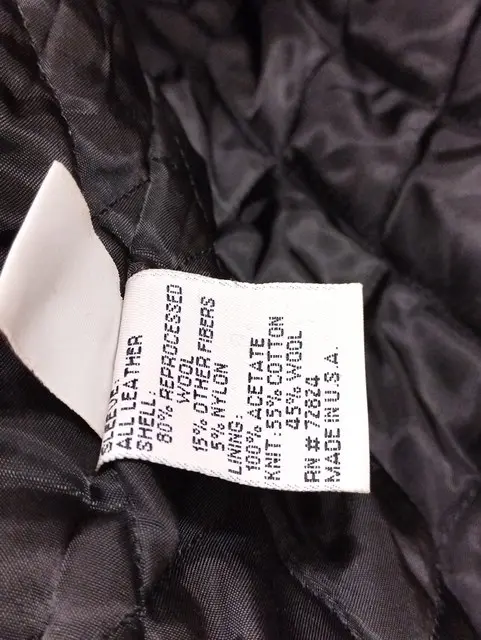 SLEEVE:
ALL LEATHER
SHELL:
80% REPROCESSED
WOOL
15% OTHER FIBERS
5% NYLON
LINING:
100% ACETATE
KNIT: 55% COTTON
45% WOOL
RN # 72824
MADE IN U.S.A.